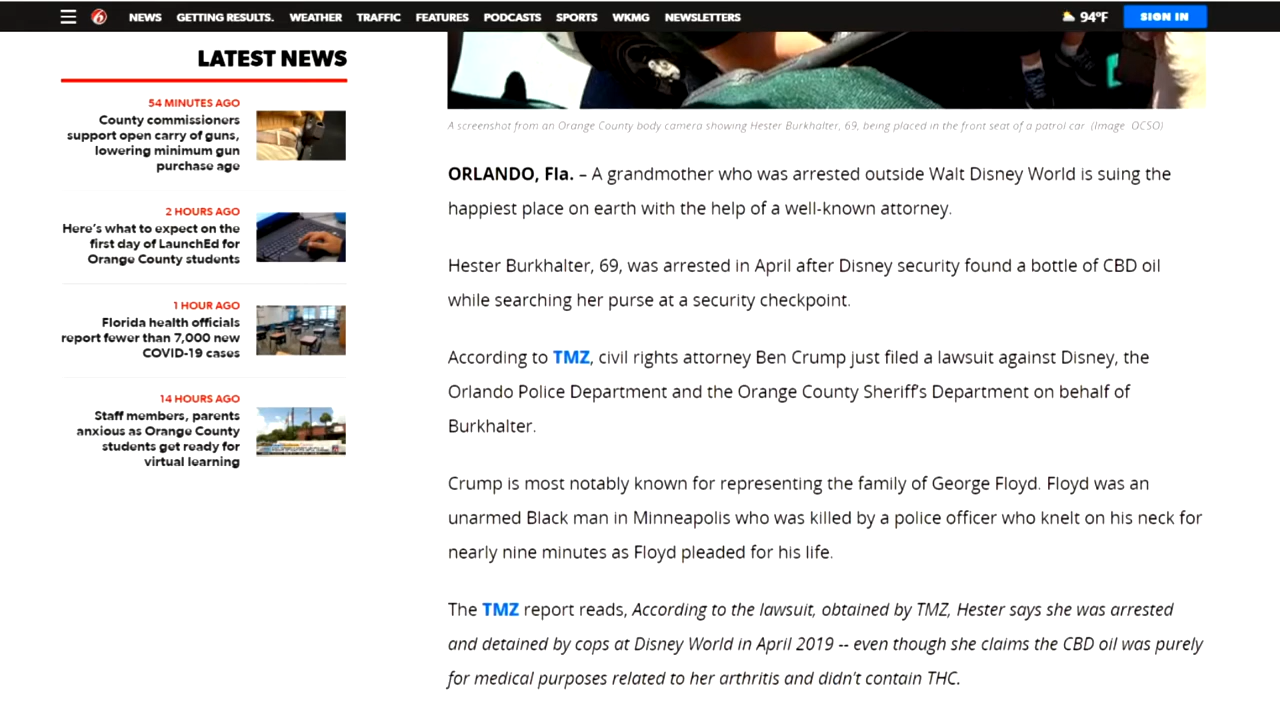 NEWS GETTING RESULTS. WEATHER TRAFFIC FEATURES PODCASTS SPORTS WKMG NEWSLETTERS 94°F SIGN IN
LATEST NEWS
54 MINUTES AGO
County commissioners
support open carry of guns,
lowering minimum gun
purchase age
2 HOURS AGO
Here's what to expect on the
first day of LaunchEd for
Orange County students
1 HOUR AGO
Florida health officials
report fewer than 7,000 new
COVID-19 cases
14 HOURS AGO
Staff members, parents
anxious as Orange County
students get ready for
virtual learning
A screenshot from an Orange County body camera showing Hester Burkhalter, 69, being placed in the front seat of a patrol car. (Image OCSO)
ORLANDO, Fla. – A grandmother who was arrested outside Walt Disney World is suing the
happiest place on earth with the help of a well-known attorney.
Hester Burkhalter, 69, was arrested in April after Disney security found a bottle of CBD oil
while searching her purse at a security checkpoint.
According to TMZ, civil rights attorney Ben Crump just filed a lawsuit against Disney, the
Orlando Police Department and the Orange County Sheriff's Department on behalf of
Burkhalter.
Crump is most notably known for representing the family of George Floyd. Floyd was an
unarmed Black man in Minneapolis who was killed by a police officer who knelt on his neck for
nearly nine minutes as Floyd pleaded for his life.
The TMZ report reads, According to the lawsuit, obtained by TMZ, Hester says she was arrested
and detained by cops at Disney World in April 2019 -- even though she claims the CBD oil was purely
for medical purposes related to her arthritis and didn't contain THC.